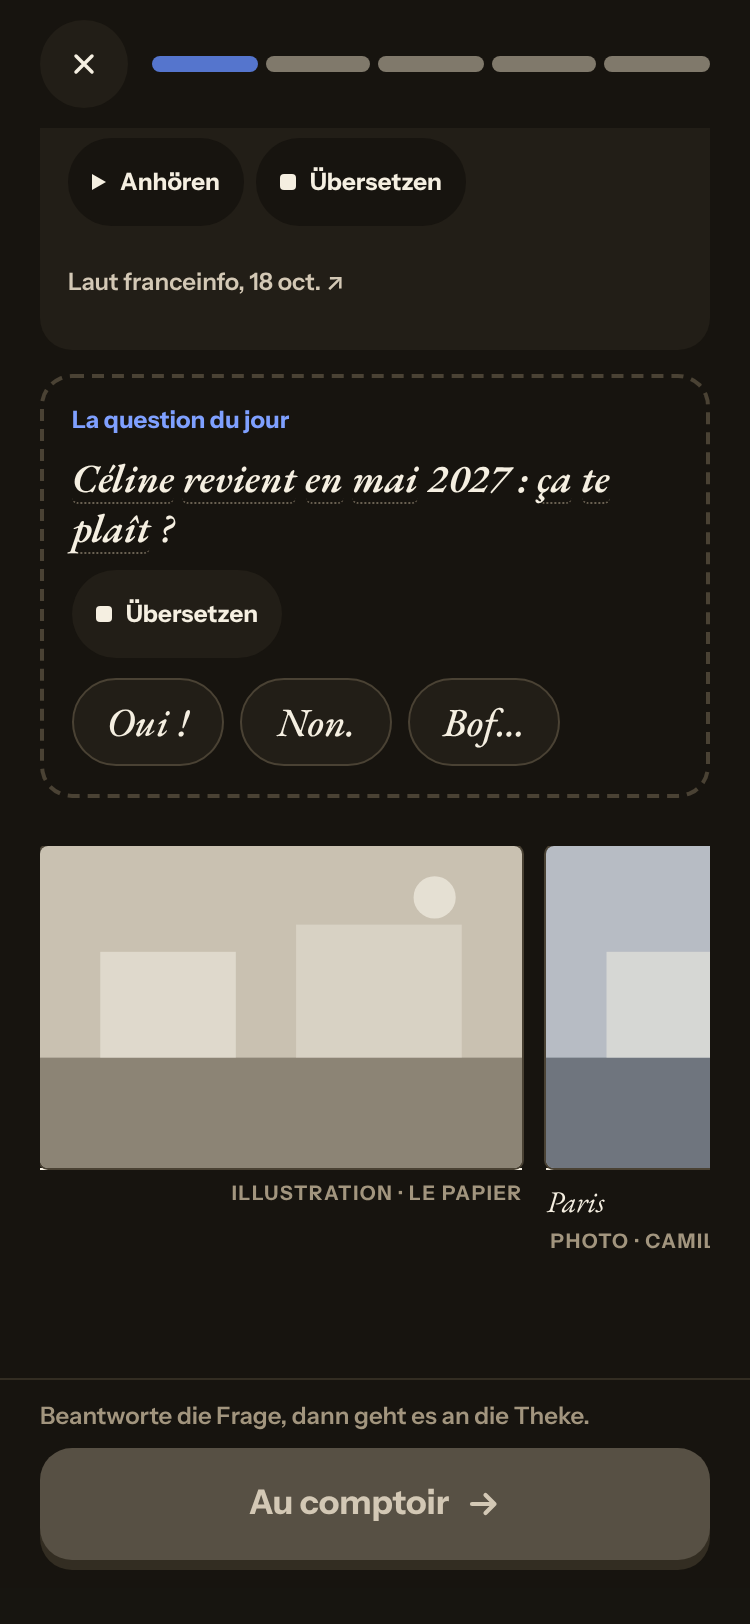 Anhören
Übersetzen
Laut franceinfo, 18 oct. ↗
La question du jour
Céline revient en mai 2027 : ça te
plaît ?
Übersetzen
Oui !
Non.
Bof...
ILLUSTRATION · LE PAPIER
Paris
PHOTO · CAMIL
Beantworte die Frage, dann geht es an die Theke.
Au comptoir →